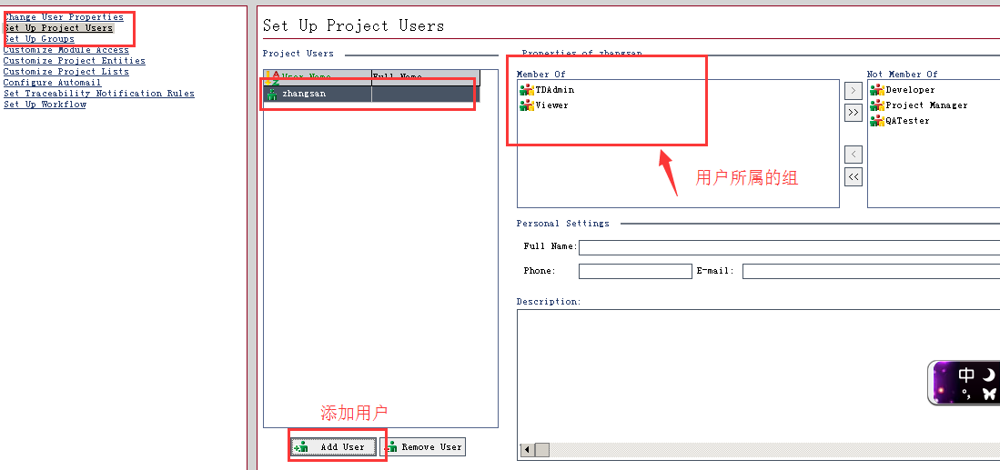 Change User Properties
Set Up Project Users
Set Up Groups
Customize Module Access
Customize Project Entities
Customize Project Lists
Configure Automail
Set Traceability Notification Rules
Set Up Workflow
Set Up Project Users
Project Users
User Name Full Name
zhangsan
添加用户
Add User Remove User
Properties of zhangsan
Member Of
TDAdmin
Viewer
> 
>>
<
<<
Not Member Of
Developer
Project Manager
QATester
用户所属的组
Personal Settings
Full Name:
Phone: E-mail:
Description:
中